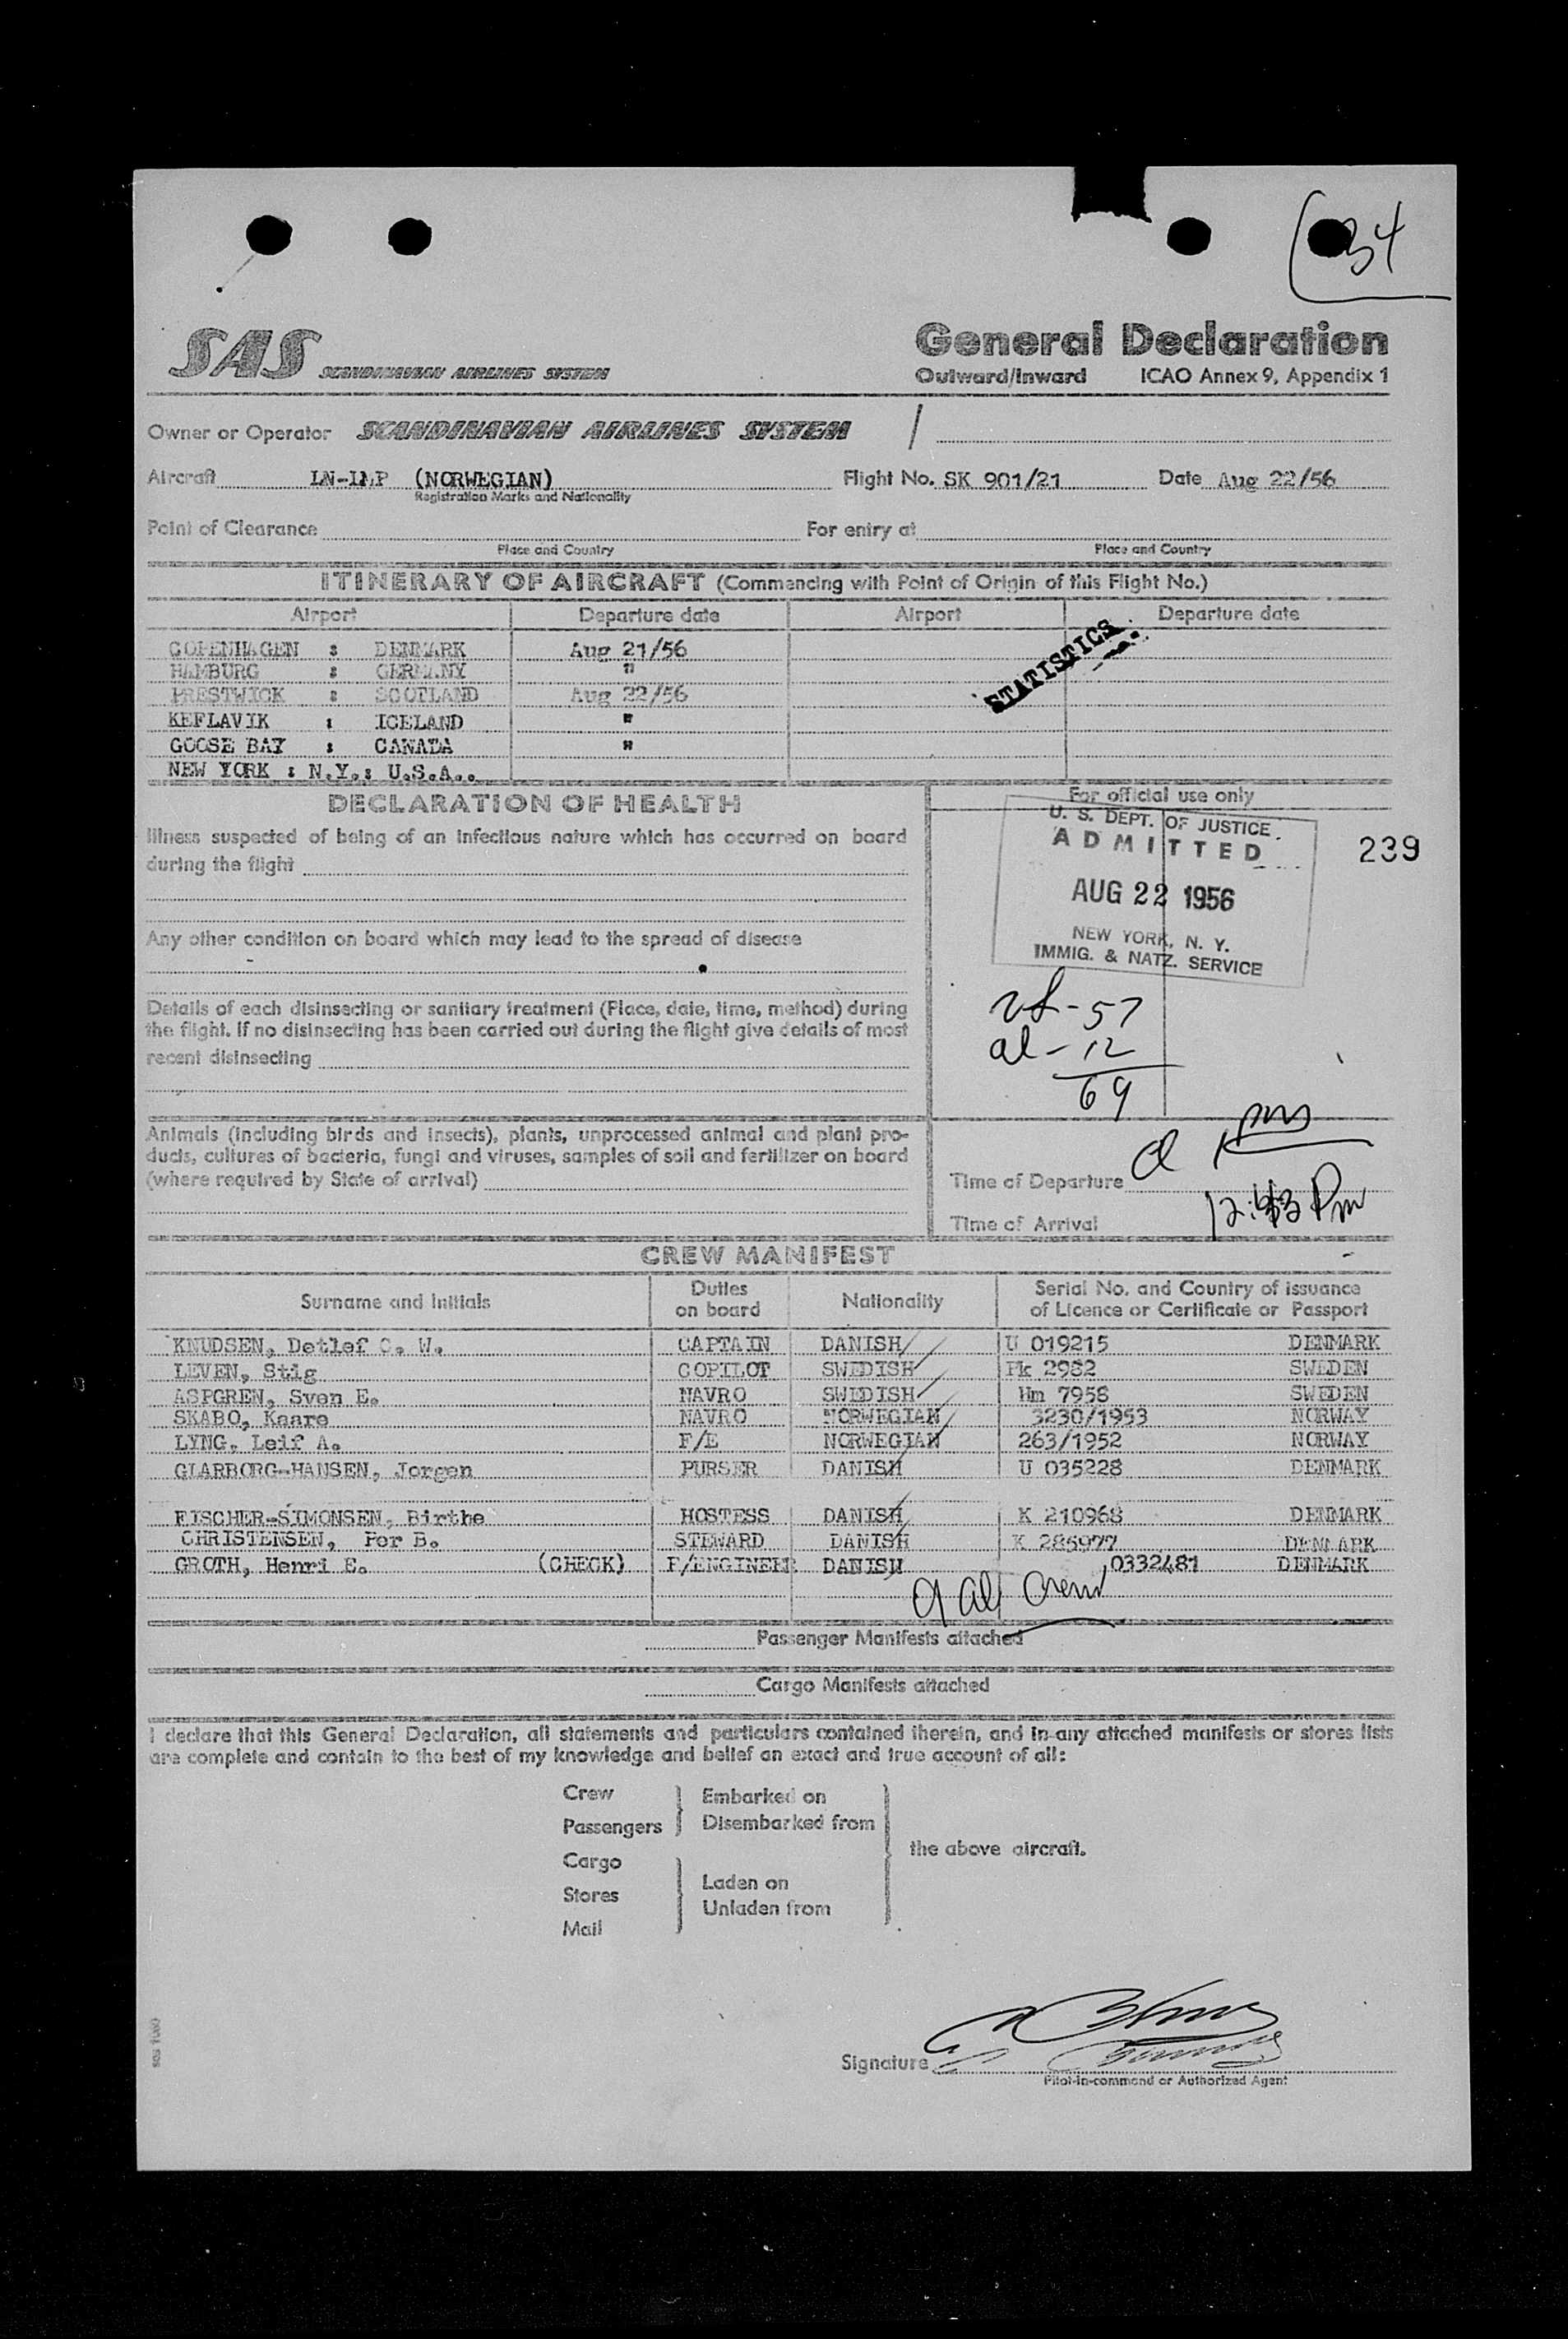 34
SAS SCANDINAVIAN AIRLINES SYSTEM
General Declaration
Outward/Inward ICAO Annex 9, Appendix 1
Owner or Operator SCANDINAVIAN AIRLINES SYSTEM /
Aircraft (NORWEGIAN) Flight No. SK 901/21 Date Aug 22/56
Registration Marks and Nationality
Point of Clearance For entry at
Place and Country Place and Country
ITINERARY OF AIRCRAFT (Commencing with Point of Origin of this Flight No.)
Airport Departure date Airport Departure date
COPENHAGEN : DENMARK Aug 21/56
HAMBURG : GERMANY "
PRESTWICK : SCOTLAND Aug 22/56
KEFLAVIK : ICELAND "
GOOSE BAY : CANADA "
NEW YORK : N.Y.: U.S.A..
STATISTICS
DECLARATION OF HEALTH
Illness suspected of being of an infectious nature which has occurred on board
during the flight
Any other condition on board which may lead to the spread of disease
Details of each disinsecting or sanitary treatment (Place, date, time, method) during
the flight. If no disinsecting has been carried out during the flight give details of most
recent disinsecting
Animals (including birds and insects), plants, unprocessed animal and plant pro-
ducts, cultures of bacteria, fungi and viruses, samples of soil and fertilizer on board
(where required by State of arrival)
For official use only
U. S. DEPT. OF JUSTICE
ADMITTED
AUG 22 1956
NEW YORK, N. Y.
IMMIG. & NATZ. SERVICE
239
57
al - 12
69
Time of Departure
Time of Arrival Pm
CREW MANIFEST
Surname and Initials Duties on board Nationality Serial No. and Country of issuance of Licence or Certificate or Passport
KNUDSEN, Detlef C. W. CAPTAIN DANISH U 019215 DENMARK
LEVEN, Stig COPILOT SWEDISH Pk 2982 SWEDEN
ASPGREN, Sven E. NAVRO SWEDISH Hm 7958 SWEDEN
SKABO, Kaare NAVRO NORWEGIAN 3230/1953 NORWAY
LYNG, Leif A. F/E NORWEGIAN 263/1952 NORWAY
GLARBORG-HANSEN, Jorgen PURSER DANISH U 035228 DENMARK
FISCHER-SIMONSEN, Birthe HOSTESS DANISH K 210968 DENMARK
CHRISTENSEN, Per B. STEWARD DANISH K 285977 DENMARK
GROTH, Henri E. (CHECK) F/ENGINEER DANISH 0332481 DENMARK
9 al crew
Passenger Manifests attached
Cargo Manifests attached
I declare that this General Declaration, all statements and particulars contained therein, and in any attached manifests or stores lists
are complete and contain to the best of my knowledge and belief an exact and true account of all:
Crew
Passengers
Embarked on
Disembarked from
Cargo
Stores
Mail
Laden on
Unladen from
the above aircraft.
Signature
Pilot-in-command or Authorized Agent